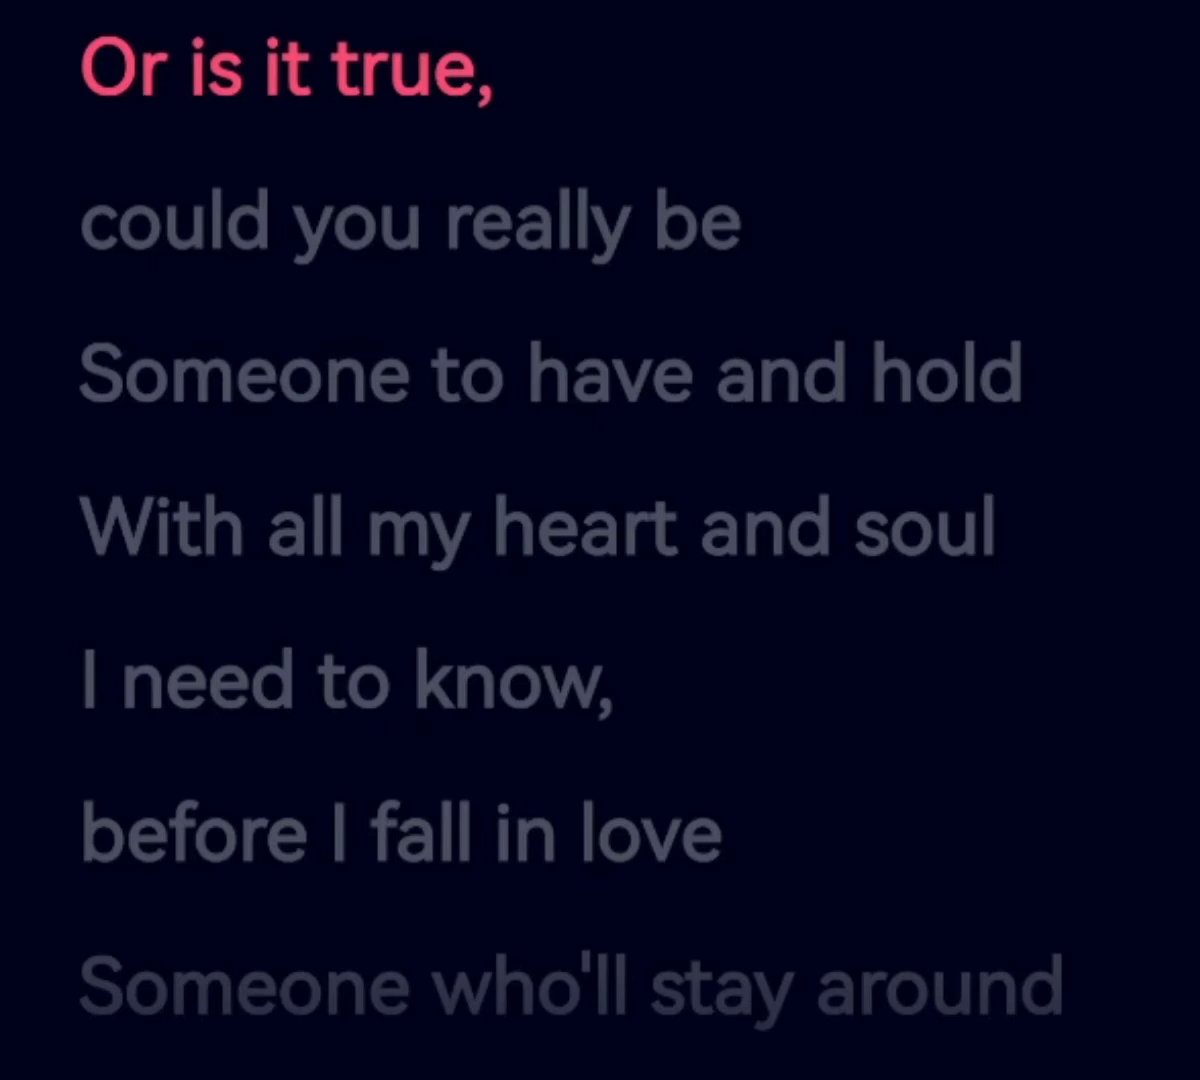 Or is it true,
could you really be
Someone to have and hold
With all my heart and soul
I need to know,
before I fall in love
Someone who'll stay around